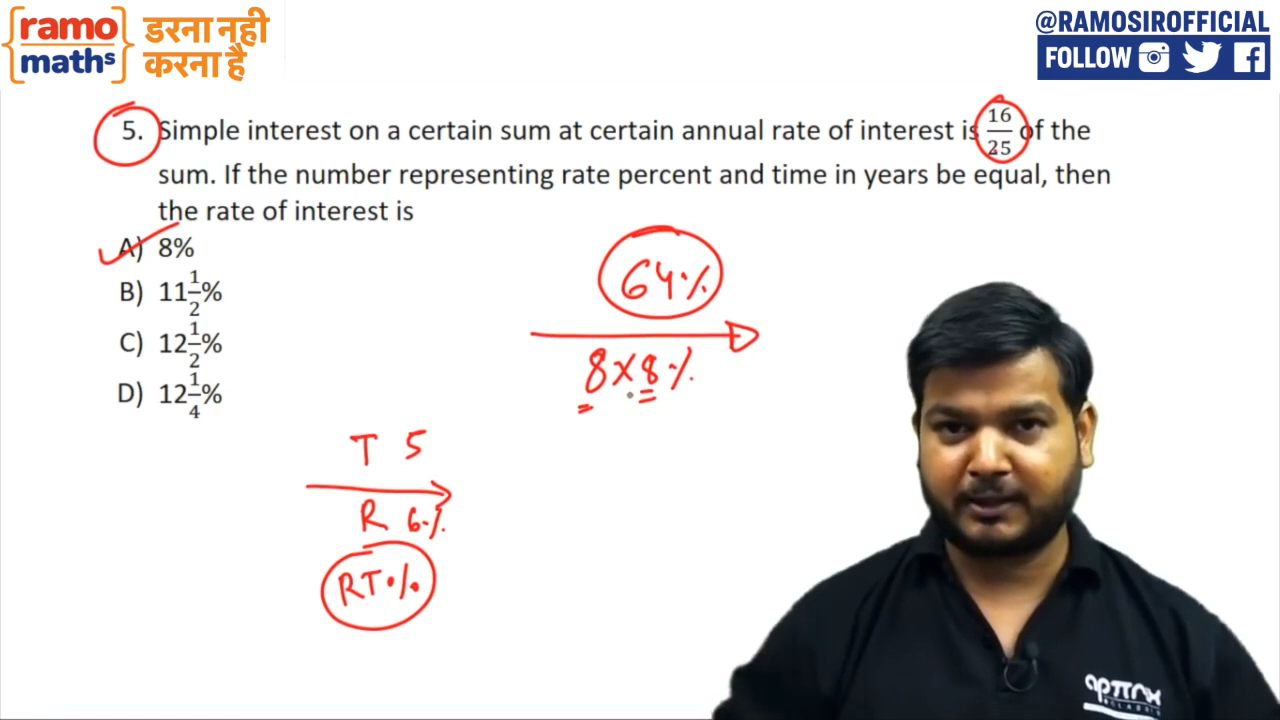 ramo
maths
डरना नही
करना है
@RAMOSIROFFICIAL
FOLLOW
5. Simple interest on a certain sum at certain annual rate of interest is 16/25 of the
sum. If the number representing rate percent and time in years be equal, then
the rate of interest is
A) 8%
B) 11 1/2%
C) 12 1/2%
D) 12 1/4%
64%
8×8%
T 5
R 6%
RT%